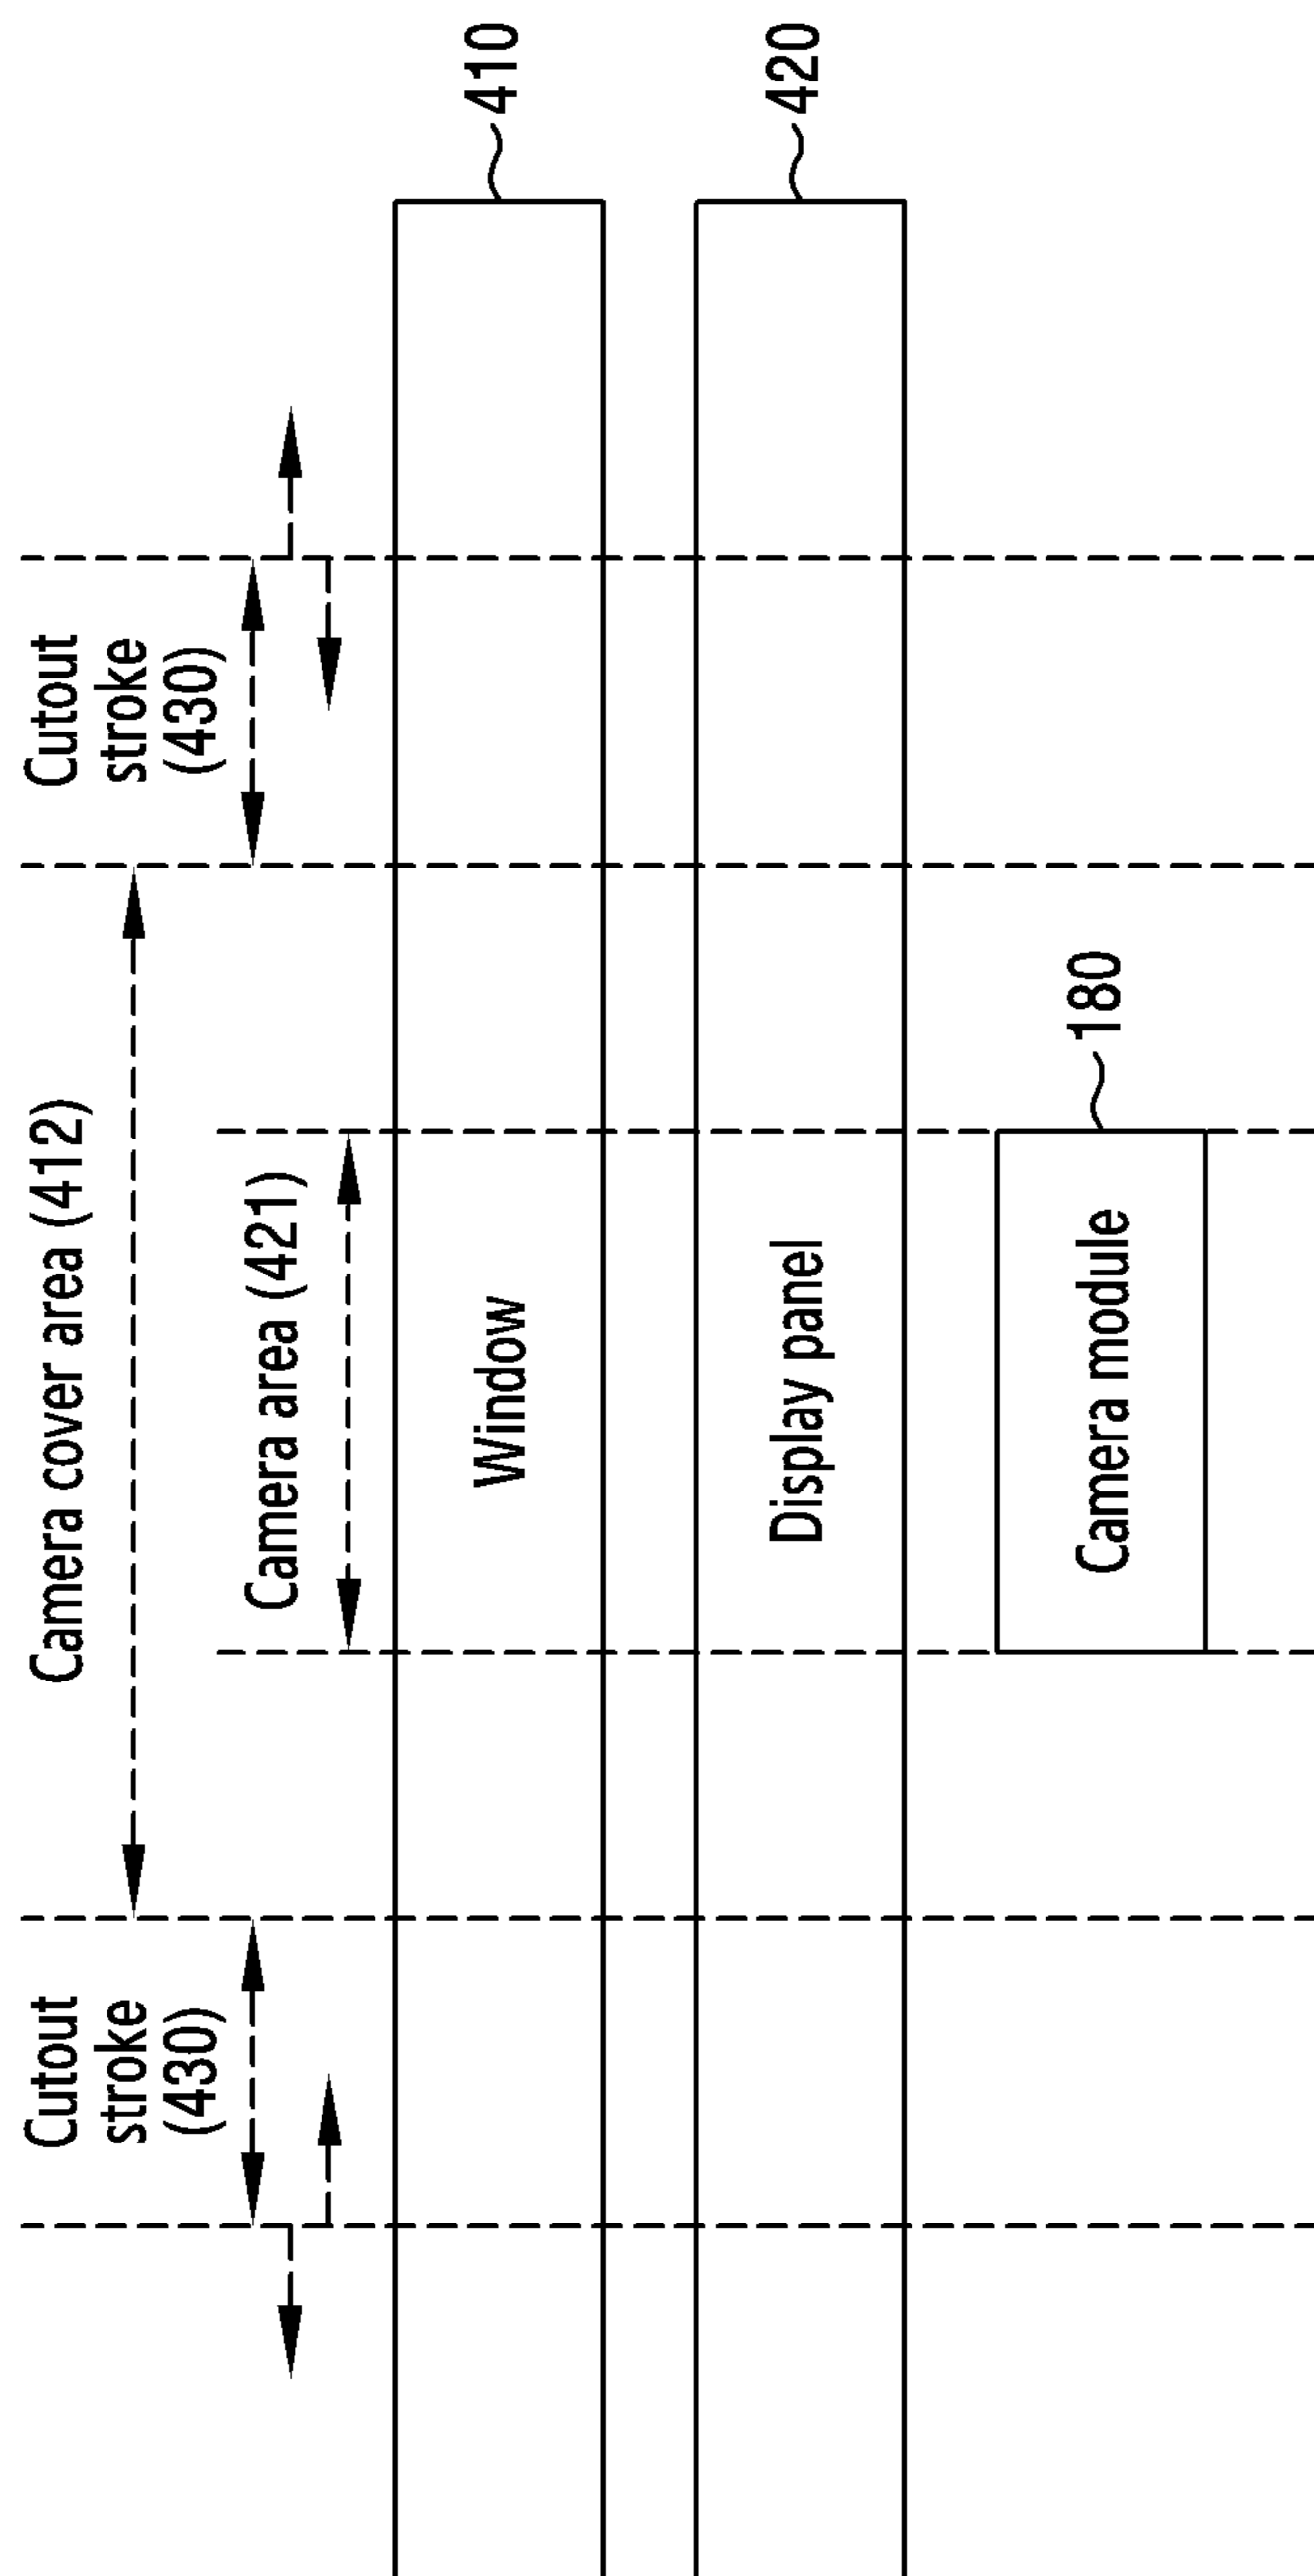 Camera cover area (412)
Cutout
stroke
(430)
Cutout
stroke
(430)
Camera area (421)
Window
410
Display panel
420
Camera module
180